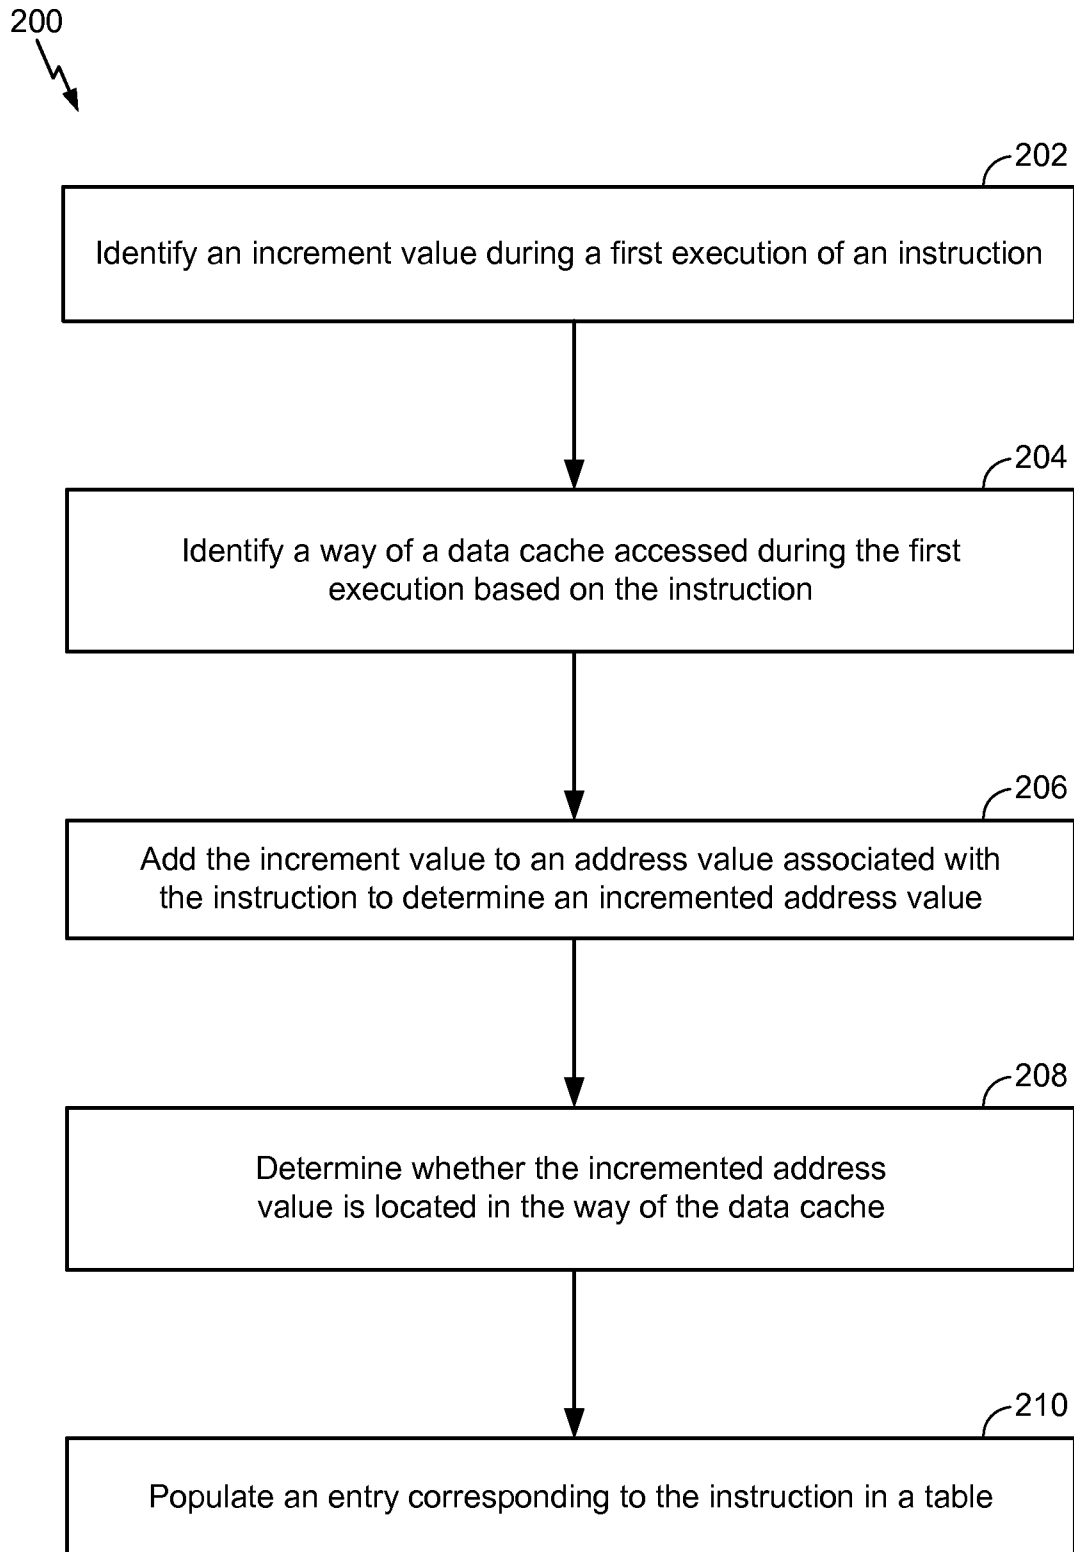 200
202
Identify an increment value during a first execution of an instruction
204
Identify a way of a data cache accessed during the first
execution based on the instruction
206
Add the increment value to an address value associated with
the instruction to determine an incremented address value
208
Determine whether the incremented address
value is located in the way of the data cache
210
Populate an entry corresponding to the instruction in a table